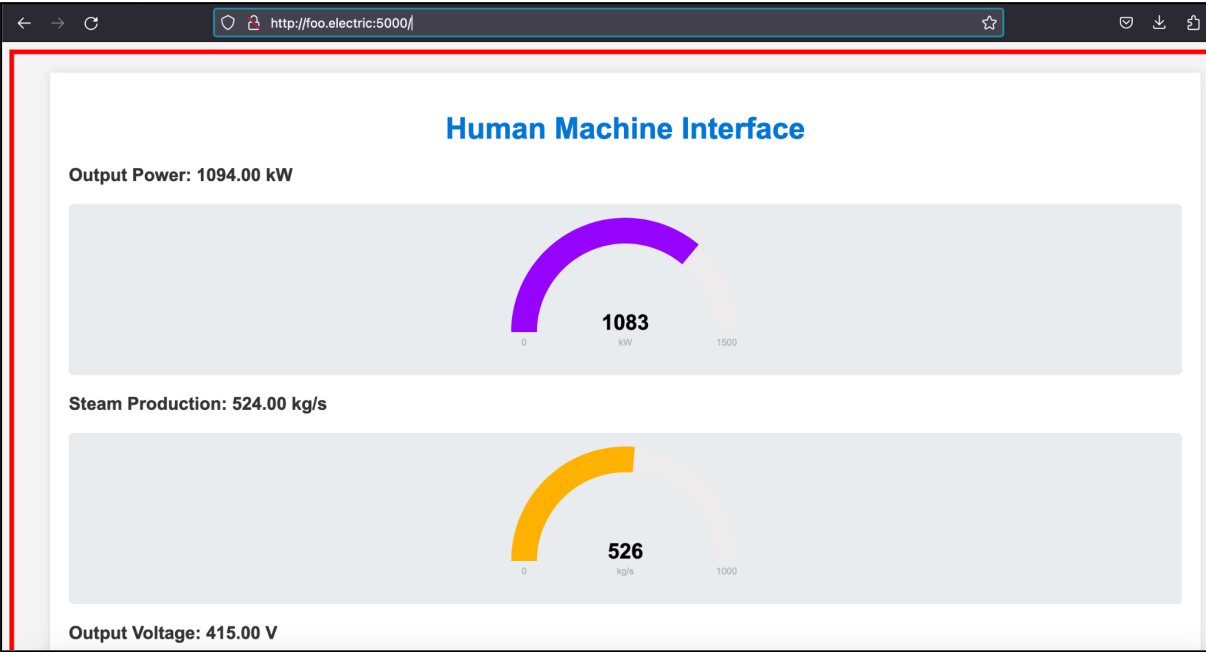 http://foo.electric:5000/
Human Machine Interface
Output Power: 1094.00 kW
1083
0 kW 1500
Steam Production: 524.00 kg/s
526
0 kg/s 1000
Output Voltage: 415.00 V